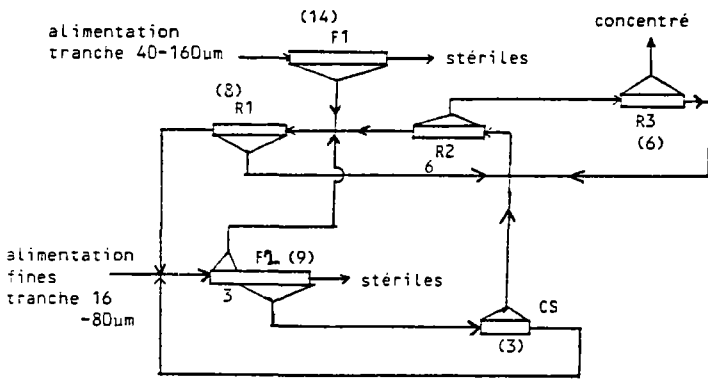 (14)
F1
concentré
alimentation
tranche 40-160um
stériles
(8)
R1
R2
R3
(6)
6
alimentation
fines
tranche 16
-80um
F2 (9)
3
stériles
CS
(3)